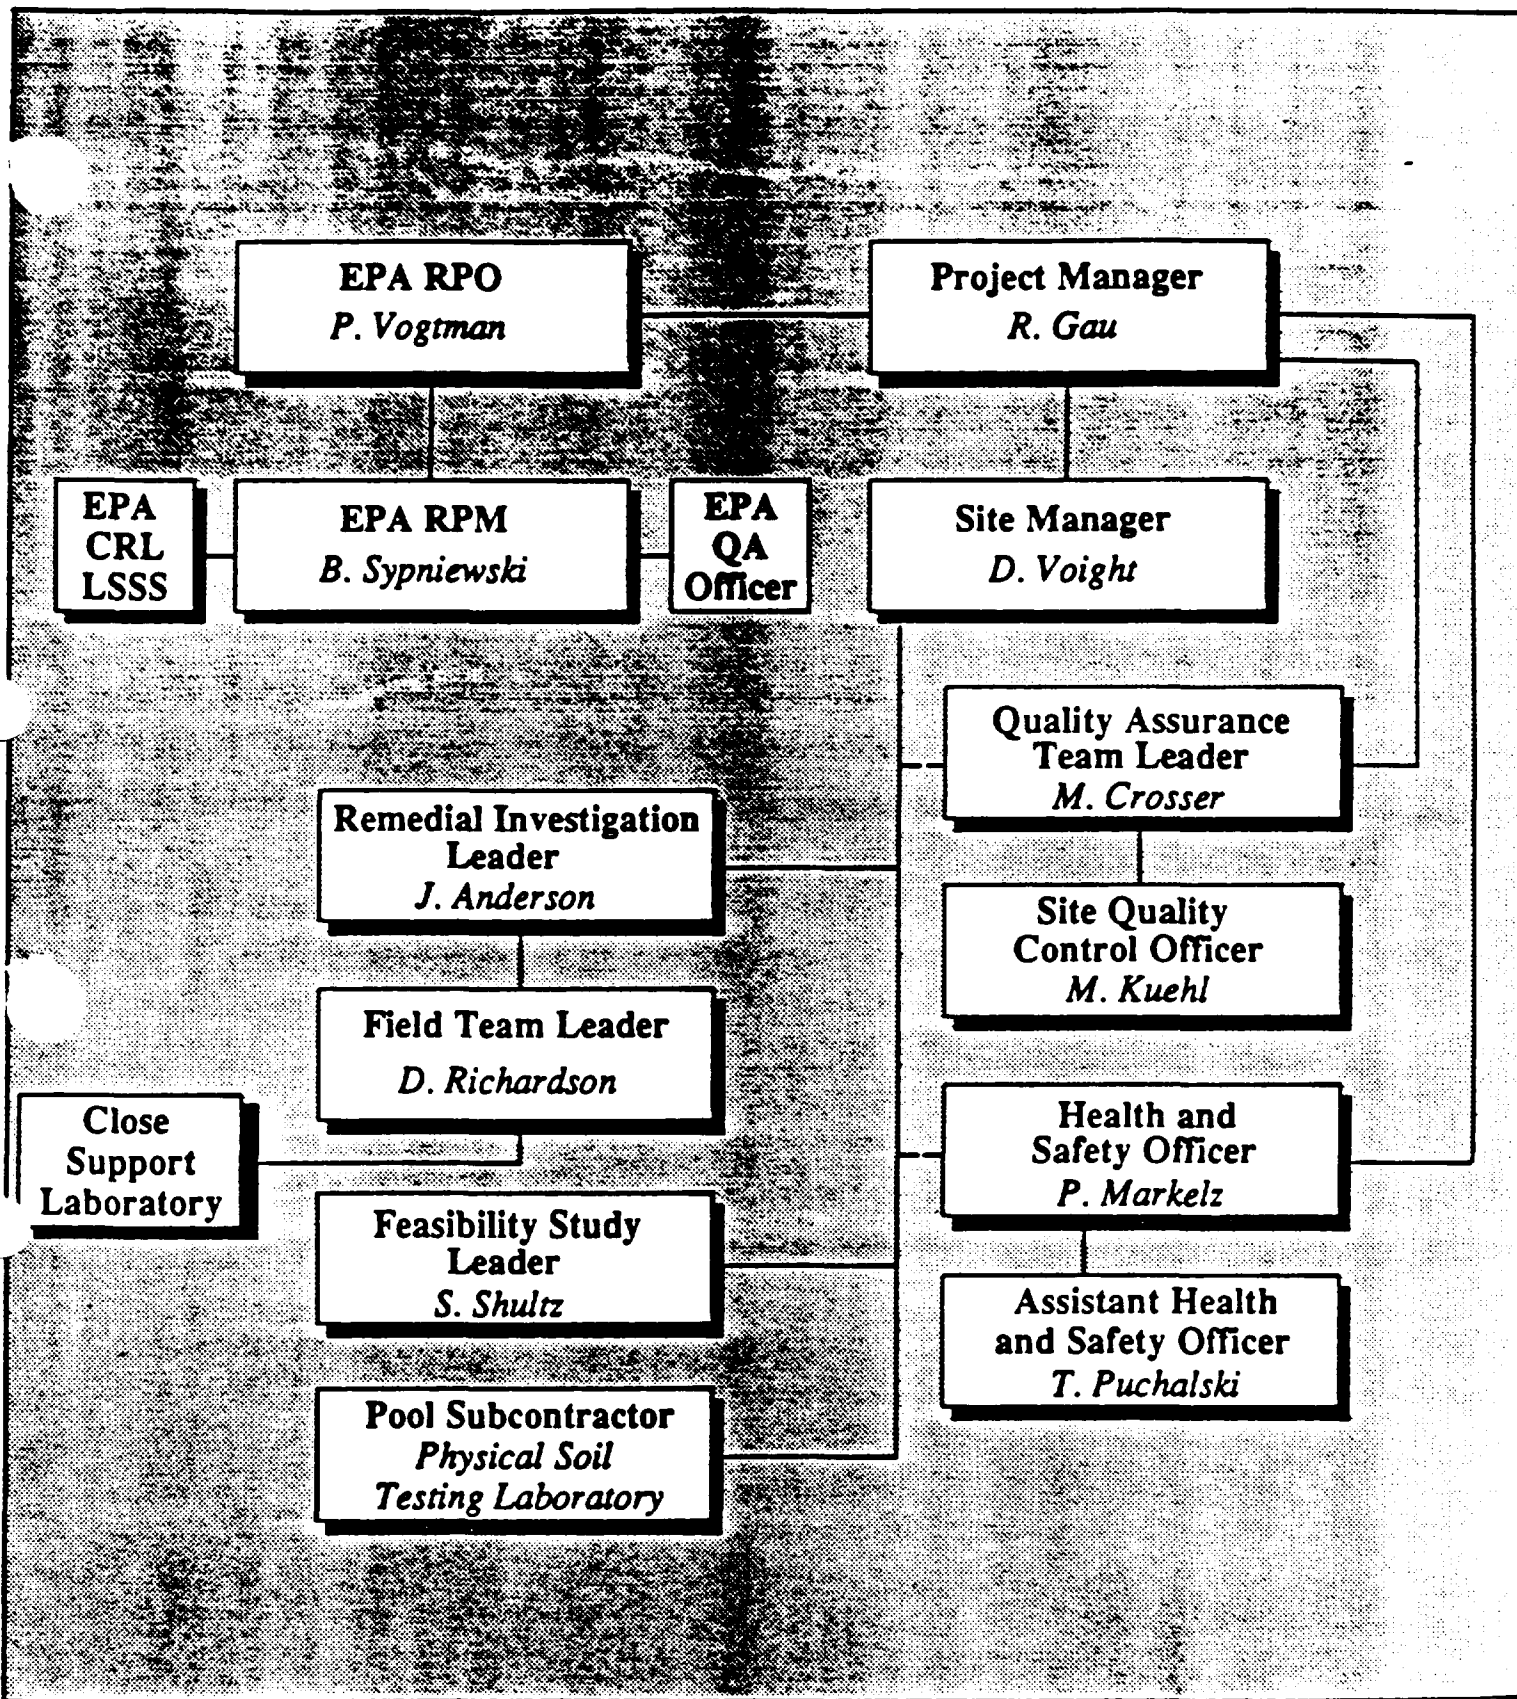 EPA RPO
P. Vogtman
Project Manager
R. Gau
EPA
CRL
LSSS
EPA RPM
B. Sypniewski
EPA
QA
Officer
Site Manager
D. Voight
Quality Assurance
Team Leader
M. Crosser
Remedial Investigation
Leader
J. Anderson
Site Quality
Control Officer
M. Kuehl
Field Team Leader
D. Richardson
Close
Support
Laboratory
Health and
Safety Officer
P. Markelz
Feasibility Study
Leader
S. Shultz
Assistant Health
and Safety Officer
T. Puchalski
Pool Subcontractor
Physical Soil
Testing Laboratory